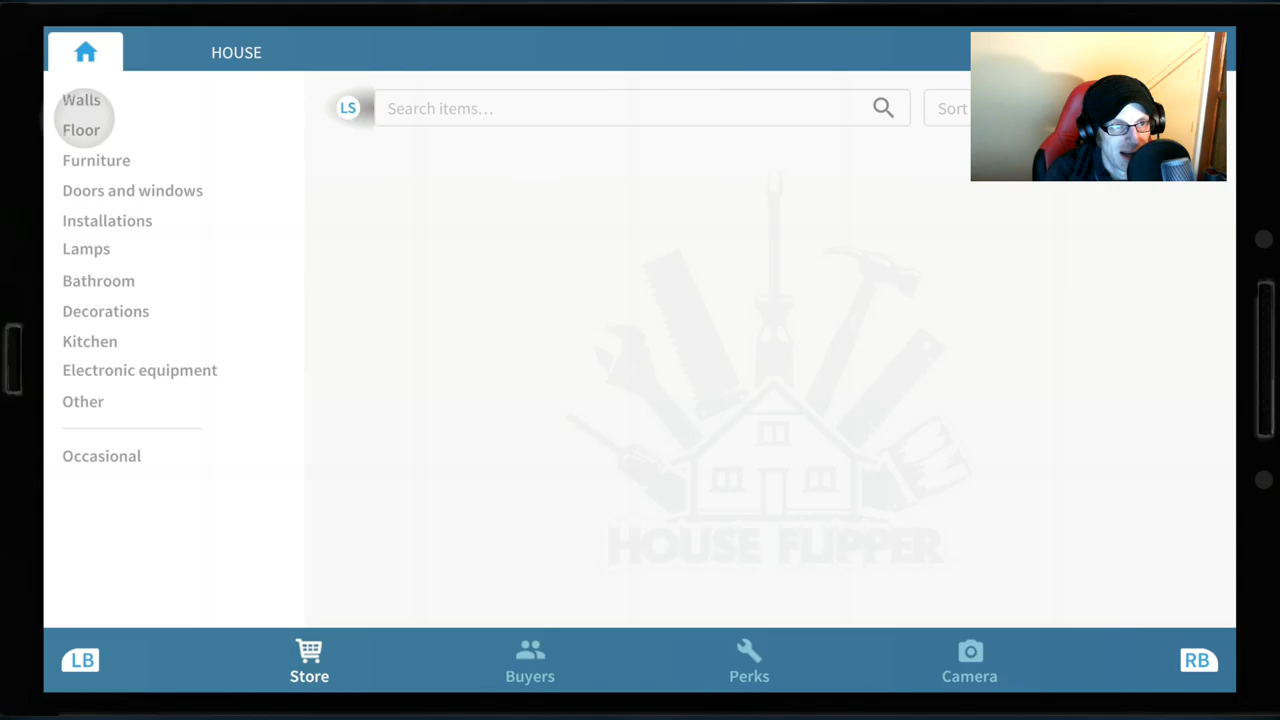 HOUSE
Walls
Floor
Furniture
Doors and windows
Installations
Lamps
Bathroom
Decorations
Kitchen
Electronic equipment
Other
Occasional
LS
Search items...
Sort
HOUSE FLIPPER
LB
Store
Buyers
Perks
Camera
RB